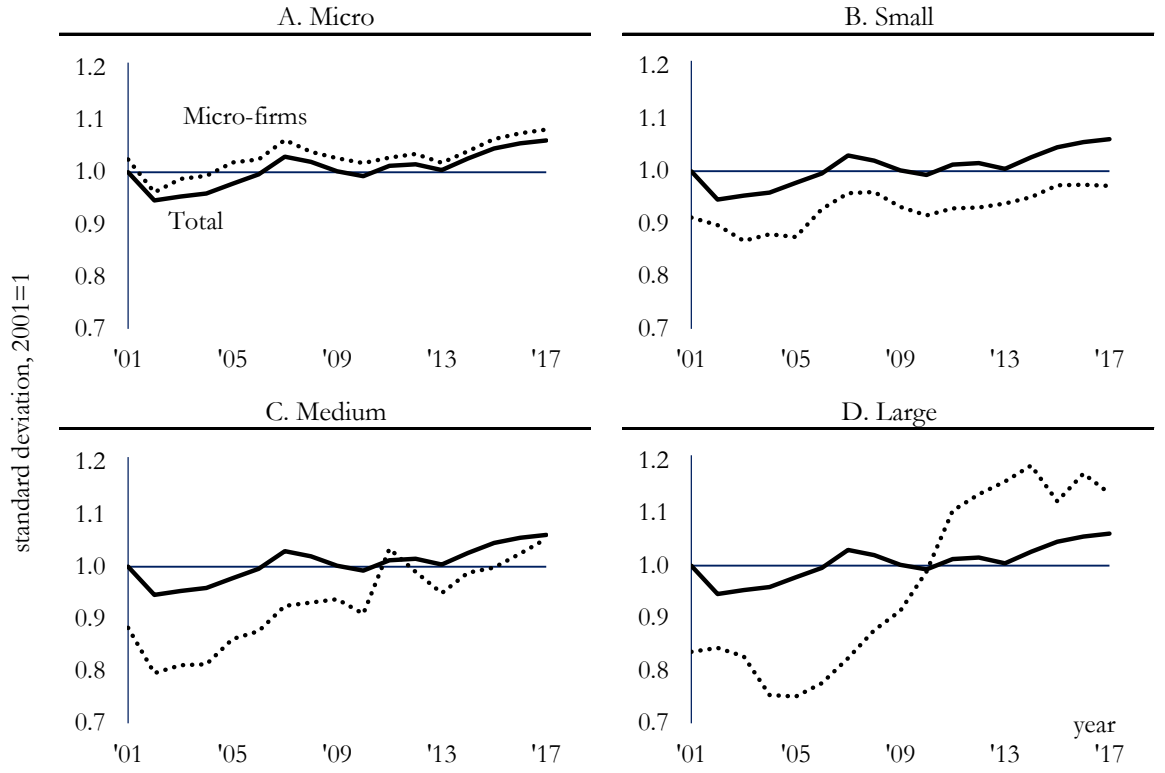 A. Micro
B. Small
1.2
1.1
1.0
0.9
0.8
0.7
Micro-firms
Total
'01 '05 '09 '13 '17
1.2
1.1
1.0
0.9
0.8
0.7
'01 '05 '09 '13 '17
standard deviation, 2001=1
C. Medium
D. Large
1.2
1.1
1.0
0.9
0.8
0.7
'01 '05 '09 '13 '17
1.2
1.1
1.0
0.9
0.8
0.7
year
'01 '05 '09 '13 '17